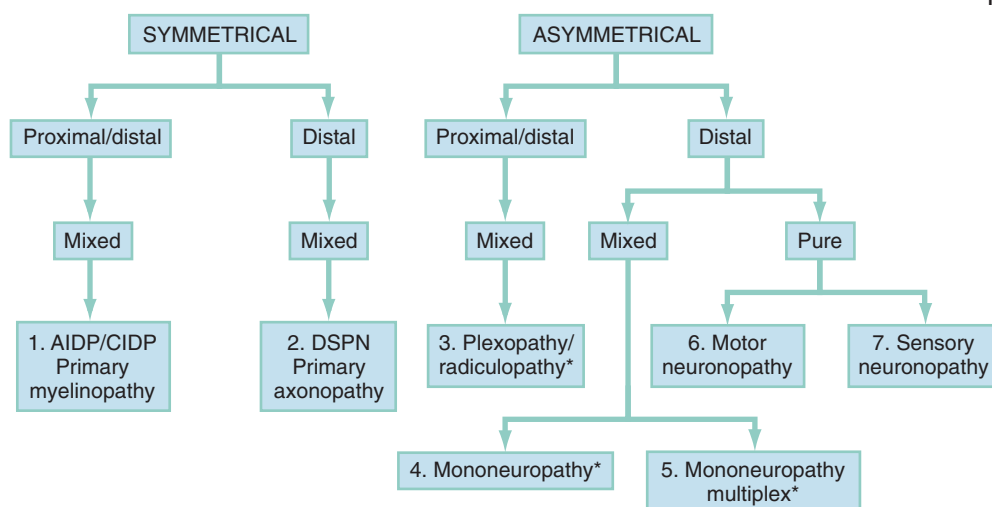 SYMMETRICAL
ASYMMETRICAL
Proximal/distal
Distal
Proximal/distal
Distal
Mixed
Mixed
Mixed
Mixed
Pure
1. AIDP/CIDP
Primary
myelinopathy
2. DSPN
Primary
axonopathy
3. Plexopathy/
radiculopathy*
6. Motor
neuronopathy
7. Sensory
neuronopathy
4. Mononeuropathy*
5. Mononeuropathy
multiplex*